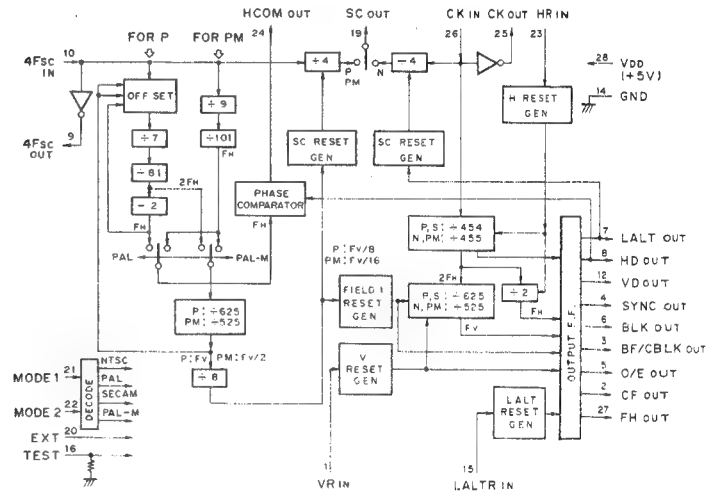 HCOM OUT
SC OUT
CK IN CK OUT HR IN
FOR P
FOR PM
24
19
26
25
23
10
4FSC IN
÷4
P
PM
N
÷4
28
VDD (+5V)
OFF SET
÷9
H RESET GEN
14
GND
9
4FSC OUT
÷7
÷101
FH
SC RESET GEN
SC RESET GEN
÷81
2FH
÷2
FH
PHASE COMPARATOR
FH
P,S: ÷454
N,PM: ÷455
7
LALT OUT
8
HD OUT
PAL
PAL-M
P:FV/8
PM:FV/16
2FH
12
VD OUT
P: ÷625
PM: ÷525
FIELD 1 RESET GEN
P,S: ÷625
N,PM: ÷525
÷2
FH
FV
OUTPUT F.F.
4
SYNC OUT
6
BLK OUT
3
BF/CBLK OUT
P:FV
PM:FV/2
÷8
V RESET GEN
5
O/E OUT
2
CF OUT
27
FH OUT
LALT RESET GEN
MODE1
21
MODE2
22
DECODE
NTSC
PAL
SECAM
PAL-M
EXT
20
TEST
16
1
VR IN
15
LALTR IN